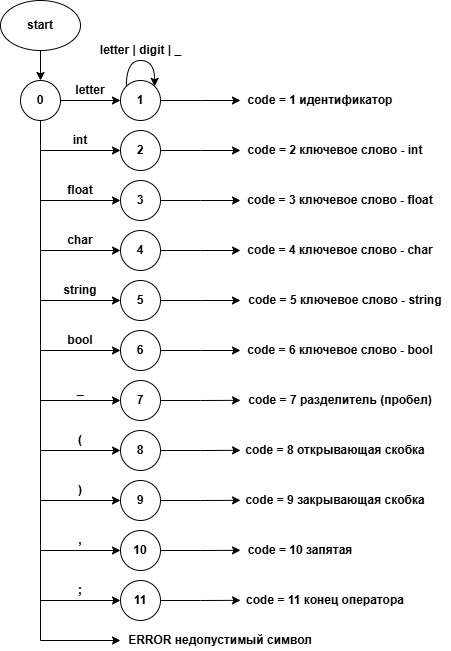 start
letter | digit | _
0
letter
1
code = 1 идентификатор
int
2
code = 2 ключевое слово - int
float
3
code = 3 ключевое слово - float
char
4
code = 4 ключевое слово - char
string
5
code = 5 ключевое слово - string
bool
6
code = 6 ключевое слово - bool
_
7
code = 7 разделитель (пробел)
(
8
code = 8 открывающая скобка
)
9
code = 9 закрывающая скобка
,
10
code = 10 запятая
;
11
code = 11 конец оператора
ERROR недопустимый символ